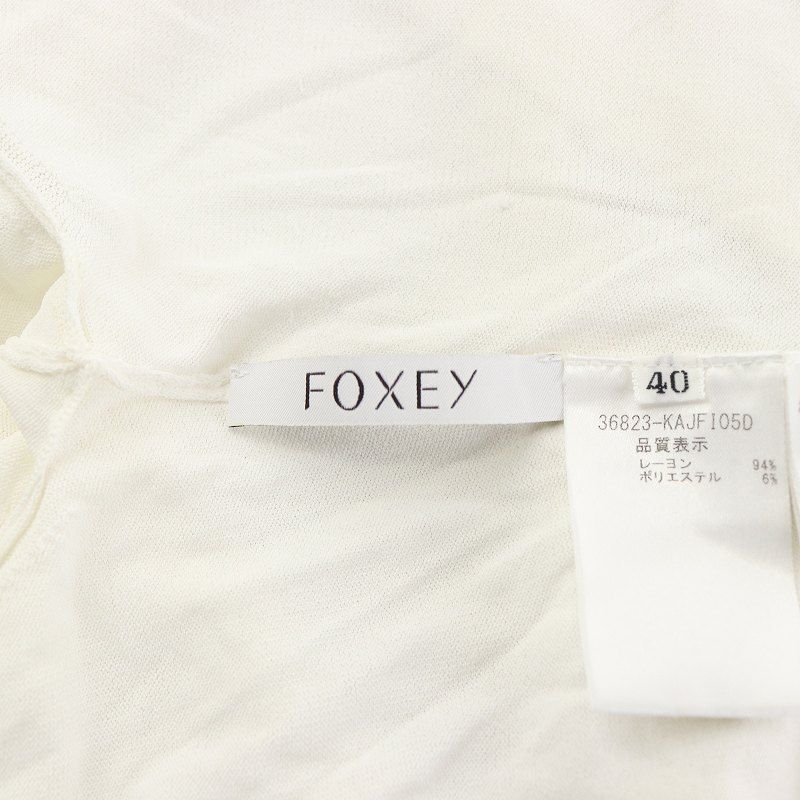 FOXEY
40
36823-KAJFI05D
品質表示
レーヨン 94%
ポリエステル 6%